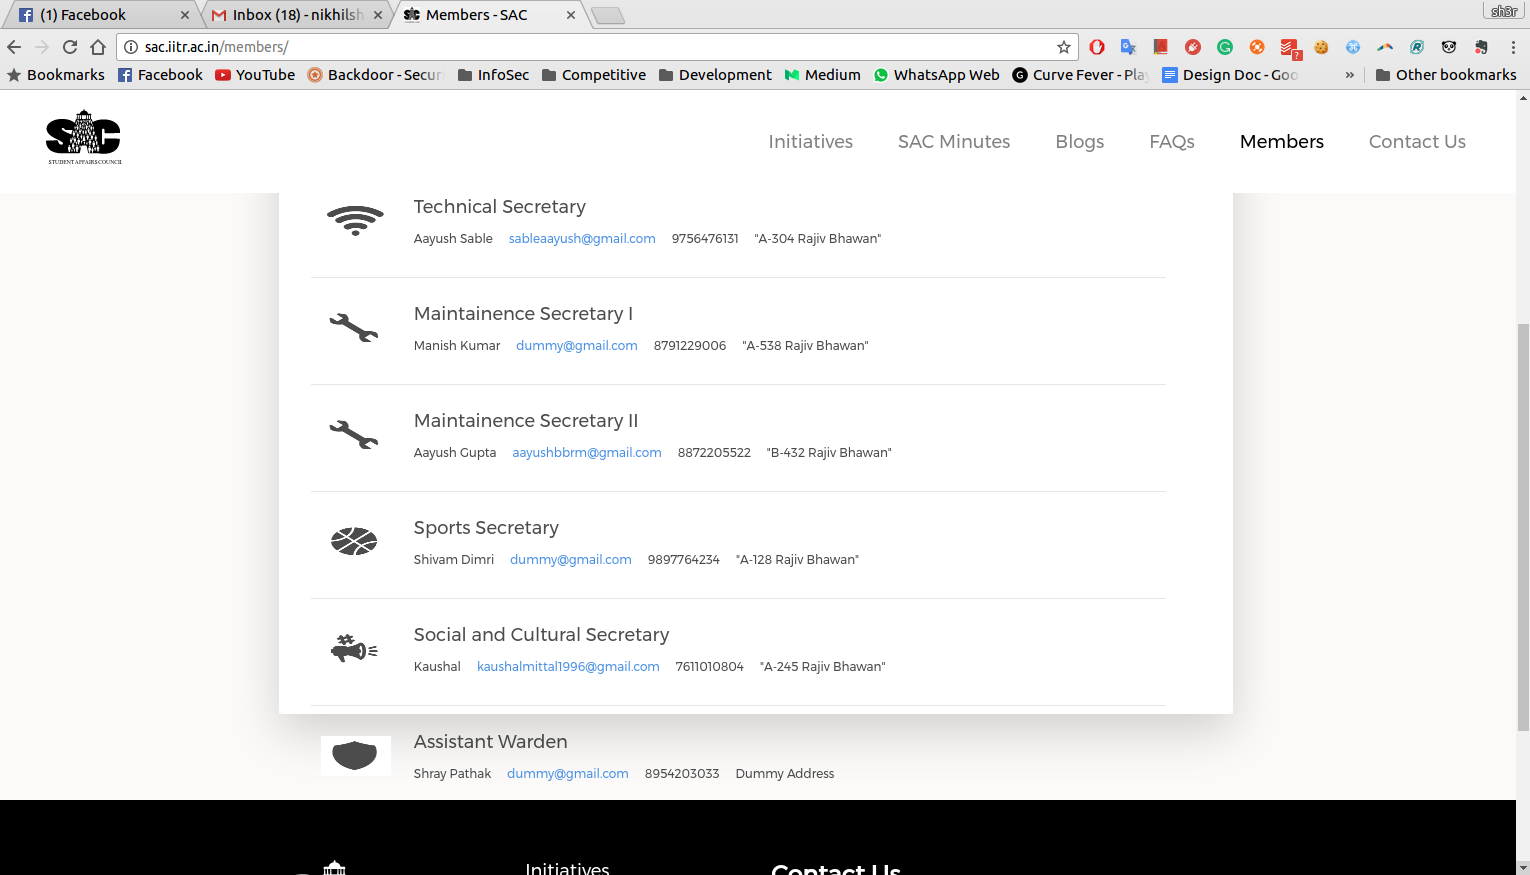 (1) Facebook
Inbox (18) - nikhilsh
Members - SAC
sh3r
sac.iitr.ac.in/members/
Bookmarks Facebook YouTube Backdoor - Secur InfoSec Competitive Development Medium WhatsApp Web Curve Fever - Play Design Doc - Goo » Other bookmarks
SAC
STUDENT AFFAIRS COUNCIL
Initiatives SAC Minutes Blogs FAQs Members Contact Us
Technical Secretary
Aayush Sable sableaayush@gmail.com 9756476131 "A-304 Rajiv Bhawan"
Maintainence Secretary I
Manish Kumar dummy@gmail.com 8791229006 "A-538 Rajiv Bhawan"
Maintainence Secretary II
Aayush Gupta aayushbbrm@gmail.com 8872205522 "B-432 Rajiv Bhawan"
Sports Secretary
Shivam Dimri dummy@gmail.com 9897764234 "A-128 Rajiv Bhawan"
Social and Cultural Secretary
Kaushal kaushalmittal1996@gmail.com 7611010804 "A-245 Rajiv Bhawan"
Assistant Warden
Shray Pathak dummy@gmail.com 8954203033 Dummy Address
Initiatives
Contact Us